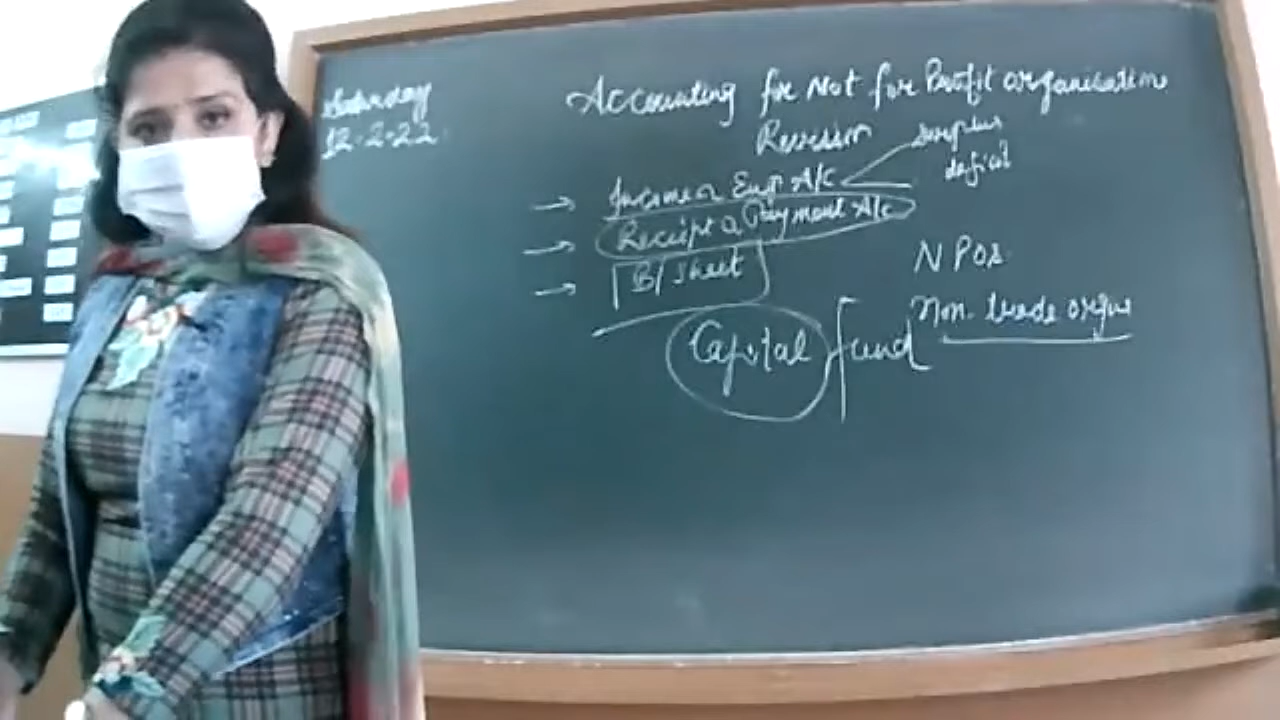 Saturday
12.2.22
Accounting for Not for Profit organisation
Revision
Income & Exp A/c
surplus
deficit
Receipt & Payment A/c
B/Sheet
NPOs
Non. trade orgns
Capital fund